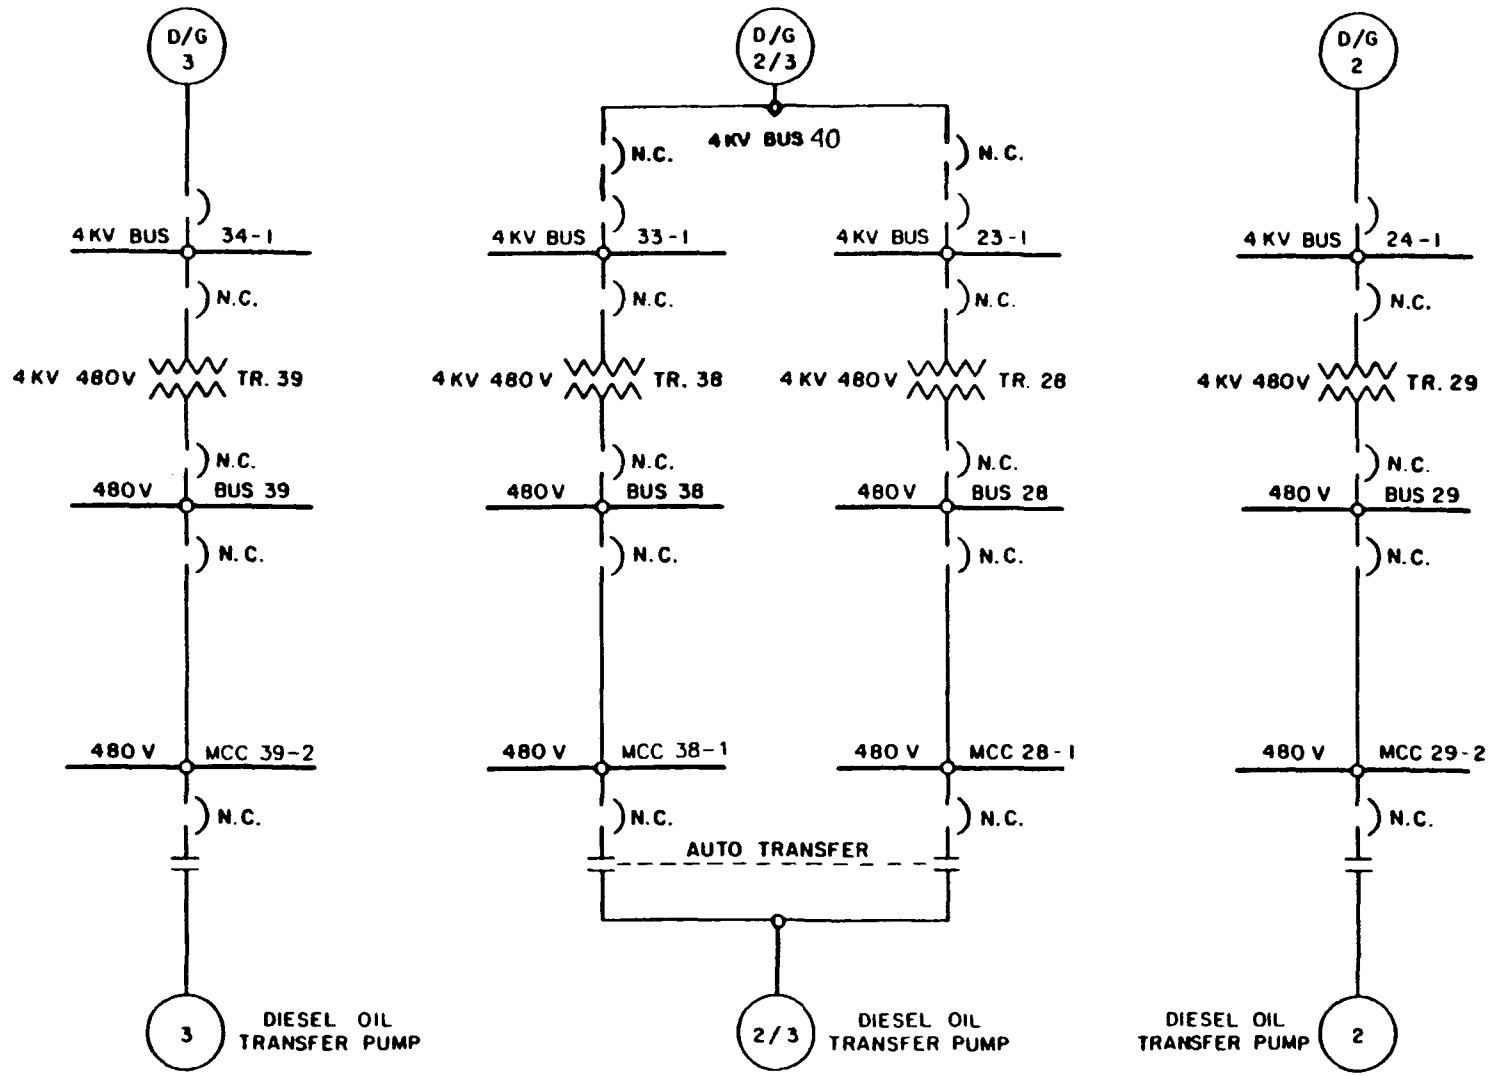 D/G
3
D/G
2/3
D/G
2
4KV BUS 40
N.C.
N.C.
4KV BUS 34-1
4KV BUS 33-1
4KV BUS 23-1
4KV BUS 24-1
N.C.
N.C.
N.C.
N.C.
4KV 480V TR. 39
4KV 480V TR. 38
4KV 480V TR. 28
4KV 480V TR. 29
N.C.
N.C.
N.C.
N.C.
480V BUS 39
480V BUS 38
480V BUS 28
480V BUS 29
N.C.
N.C.
N.C.
N.C.
480V MCC 39-2
480V MCC 38-1
480V MCC 28-1
480V MCC 29-2
N.C.
N.C.
N.C.
N.C.
AUTO TRANSFER
3
DIESEL OIL
TRANSFER PUMP
2/3
DIESEL OIL
TRANSFER PUMP
DIESEL OIL
TRANSFER PUMP
2